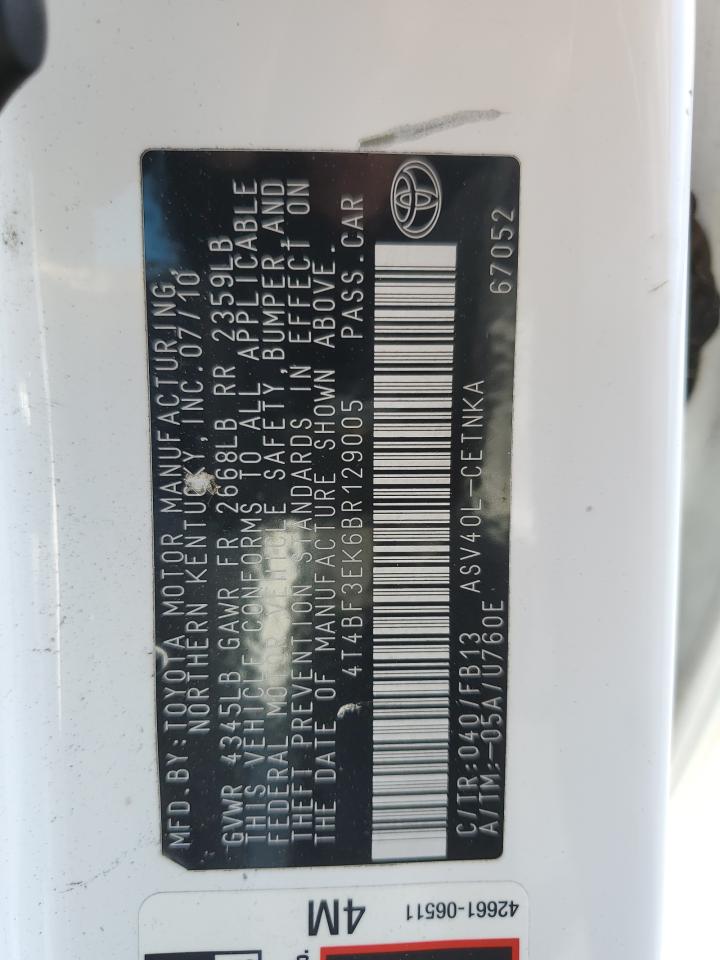 MFD.BY:TOYOTA MOTOR MANUFACTURING,
NORTHERN KENTUCKY,INC.07/10
GVWR 4345LB GAWR FR 2668LB RR 2359LB
THIS VEHICLE CONFORMS TO ALL APPLICABLE
FEDERAL MOTOR VEHICLE SAFETY,BUMPER,AND
THEFT PREVENTION STANDARDS IN EFFECT ON
THE DATE OF MANUFACTURE SHOWN ABOVE.
4T4BF3EK6BR129005 PASS.CAR
C/TR:040/FB13 ASV40L-CETNKA
A/TM:-05A/U760E 67052
4M
42661-06511